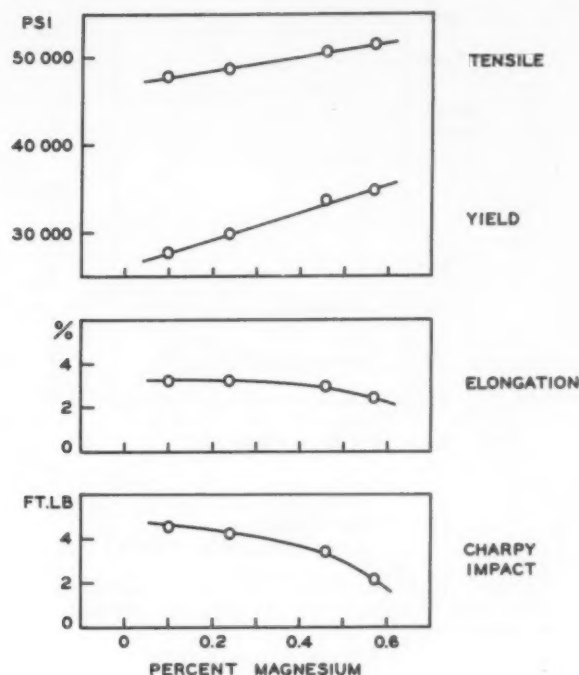 PSI
50 000
TENSILE
40 000
30 000
YIELD
%
4
2
0
ELONGATION
FT.LB
4
2
0
CHARPY
IMPACT
0 0.2 0.4 0.6
PERCENT MAGNESIUM